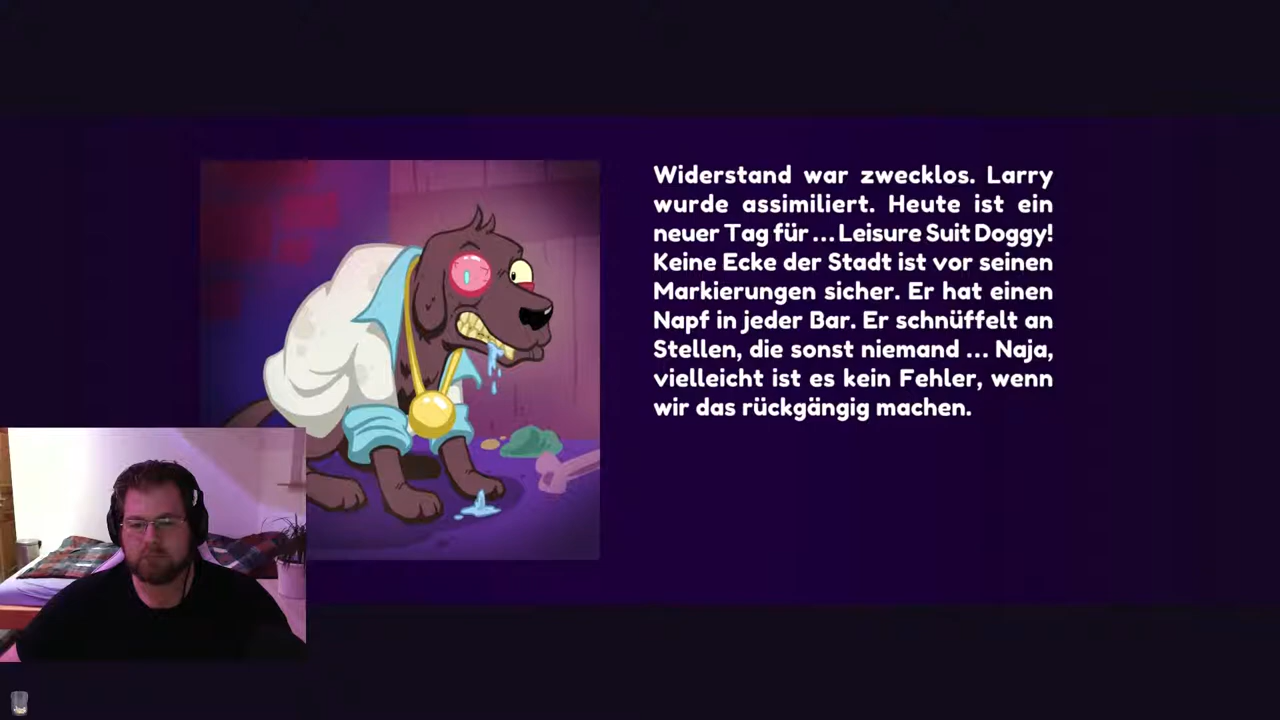 Widerstand war zwecklos. Larry
wurde assimiliert. Heute ist ein
neuer Tag für ... Leisure Suit Doggy!
Keine Ecke der Stadt ist vor seinen
Markierungen sicher. Er hat einen
Napf in jeder Bar. Er schnüffelt an
Stellen, die sonst niemand ... Naja,
vielleicht ist es kein Fehler, wenn
wir das rückgängig machen.